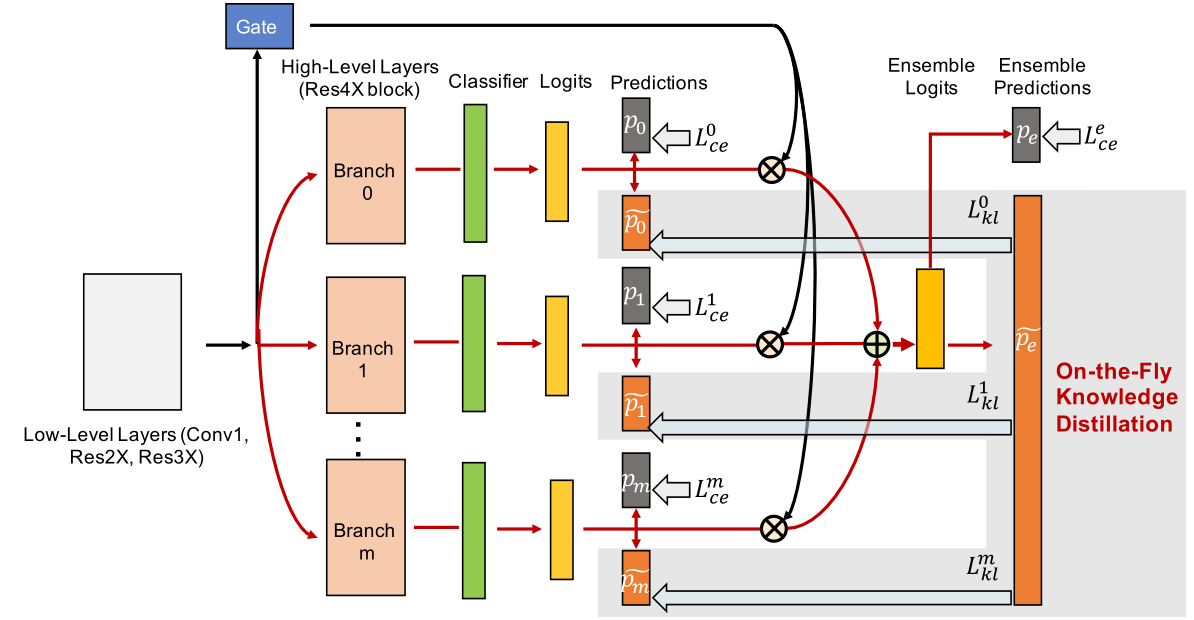 Gate
High-Level Layers
(Res4X block)
Classifier
Logits
Predictions
Ensemble
Logits
Ensemble
Predictions
p_0
L_{ce}^0
p_e
L_{ce}^e
Branch
0
\widetilde{p_0}
L_{kl}^0
p_1
L_{ce}^1
Branch
1
\widetilde{p_e}
\widetilde{p_1}
L_{kl}^1
On-the-Fly
Knowledge
Distillation
Low-Level Layers (Conv1,
Res2X, Res3X)
p_m
L_{ce}^m
Branch
m
\widetilde{p_m}
L_{kl}^m